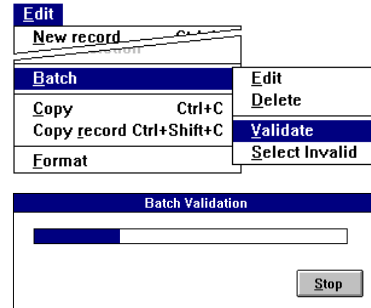 Edit
New record
Batch
Copy Ctrl+C
Copy record Ctrl+Shift+C
Format
Edit
Delete
Validate
Select Invalid
Batch Validation
Stop